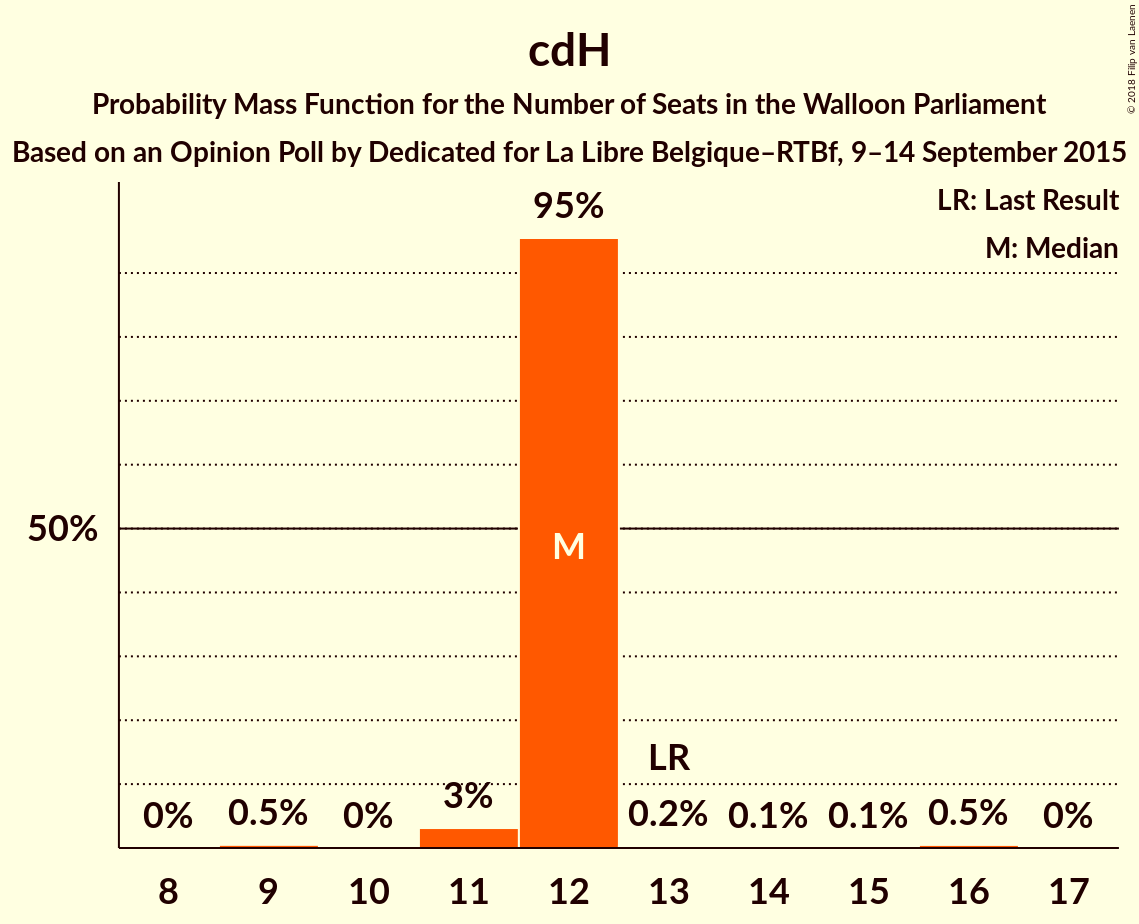 cdH
Probability Mass Function for the Number of Seats in the Walloon Parliament
Based on an Opinion Poll by Dedicated for La Libre Belgique–RTBf, 9–14 September 2015
© 2018 Filip van Laenen
LR: Last Result
M: Median
95%
50%
M
LR
0% 0.5% 0% 3% 0.2% 0.1% 0.1% 0.5% 0%
8 9 10 11 12 13 14 15 16 17